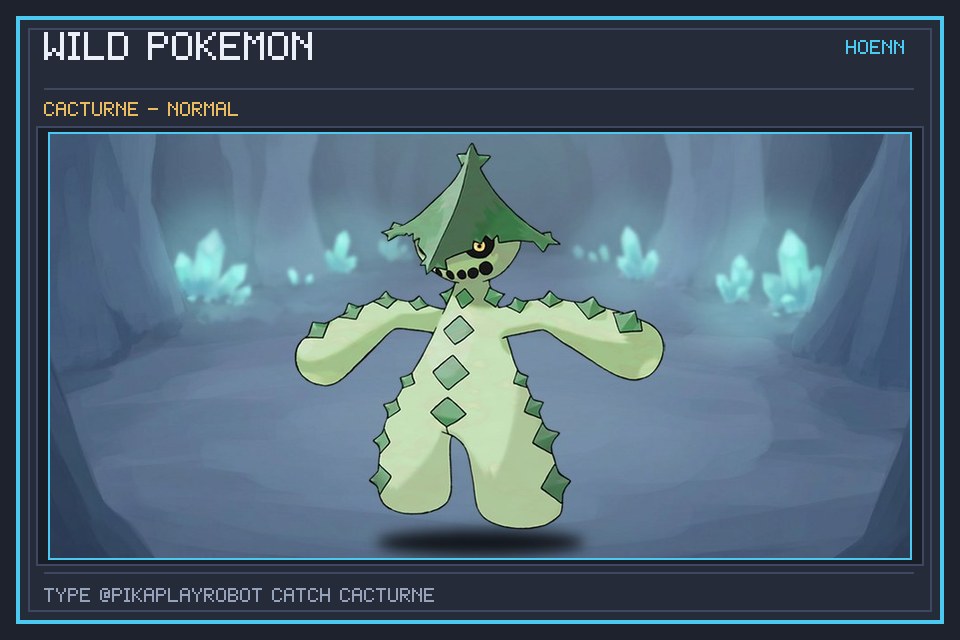 WILD POKEMON
HOENN
CACTURNE - NORMAL
TYPE @PIKAPLAYROBOT CATCH CACTURNE